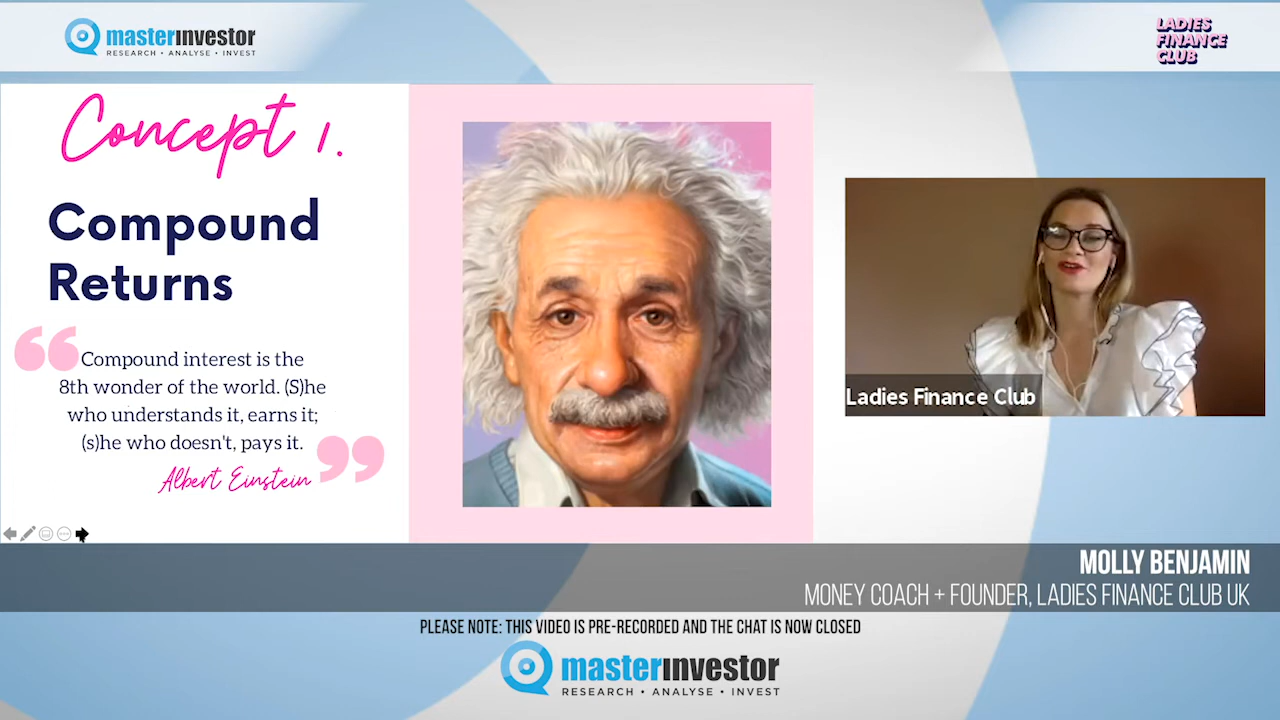 masterinvestor
RESEARCH • ANALYSE • INVEST
LADIES
FINANCE
CLUB
Concept 1.
Compound
Returns
“Compound interest is the
8th wonder of the world. (S)he
who understands it, earns it;
(s)he who doesn't, pays it.”
Albert Einstein
Ladies Finance Club
MOLLY BENJAMIN
MONEY COACH + FOUNDER, LADIES FINANCE CLUB UK
PLEASE NOTE: THIS VIDEO IS PRE-RECORDED AND THE CHAT IS NOW CLOSED
masterinvestor
RESEARCH • ANALYSE • INVEST